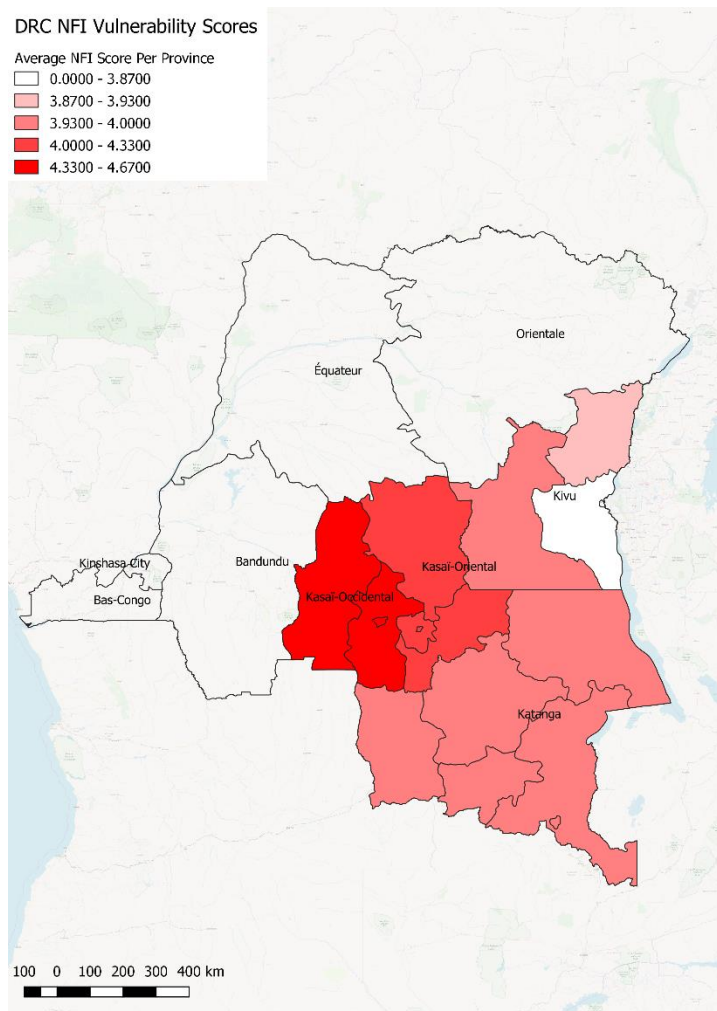 DRC NFI Vulnerability Scores
Average NFI Score Per Province
0.0000 - 3.8700
3.8700 - 3.9300
3.9300 - 4.0000
4.0000 - 4.3300
4.3300 - 4.6700
Orientale
Équateur
Kivu
Kinshasa City
Bandundu
Kasaï-Oriental
Bas-Congo
Kasaï-Occidental
Katanga
100 0 100 200 300 400 km